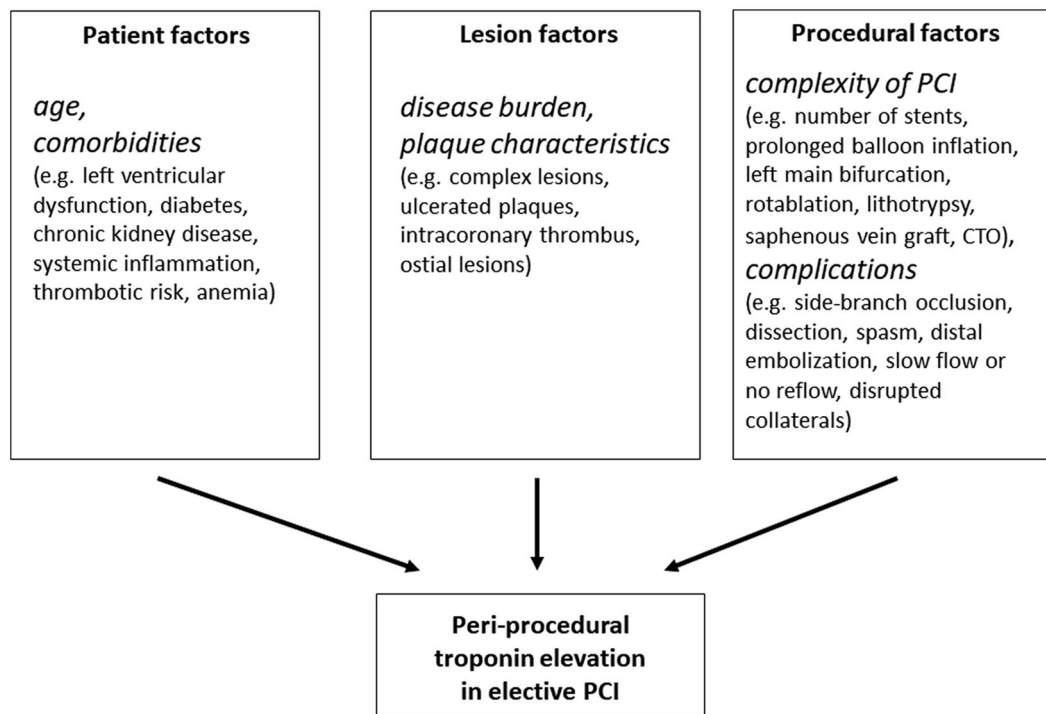 Patient factors
age,
comorbidities
(e.g. left ventricular
dysfunction, diabetes,
chronic kidney disease,
systemic inflammation,
thrombotic risk, anemia)
Lesion factors
disease burden,
plaque characteristics
(e.g. complex lesions,
ulcerated plaques,
intracoronary thrombus,
ostial lesions)
Procedural factors
complexity of PCI
(e.g. number of stents,
prolonged balloon inflation,
left main bifurcation,
rotablation, lithotrypsy,
saphenous vein graft, CTO),
complications
(e.g. side-branch occlusion,
dissection, spasm, distal
embolization, slow flow or
no reflow, disrupted
collaterals)
Peri-procedural
troponin elevation
in elective PCI